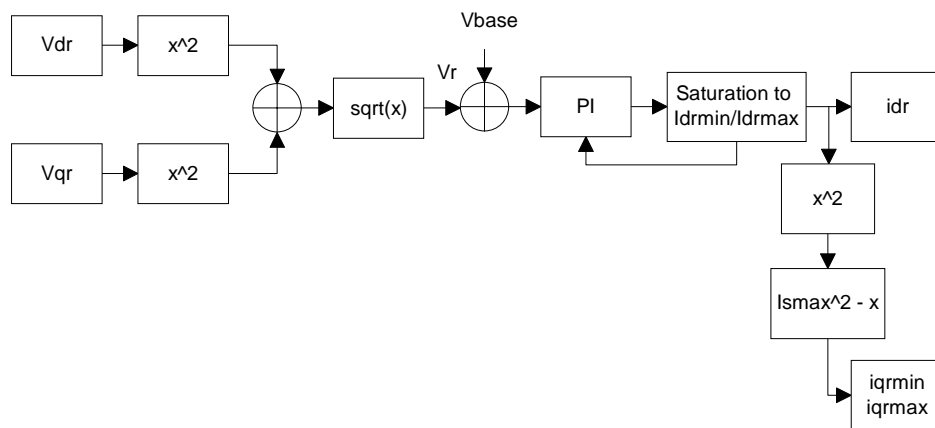 Vbase
Vdr
x^2
Vr
sqrt(x)
PI
Saturation to
Idrmin/Idrmax
idr
Vqr
x^2
x^2
Ismax^2 - x
iqrmin
iqrmax